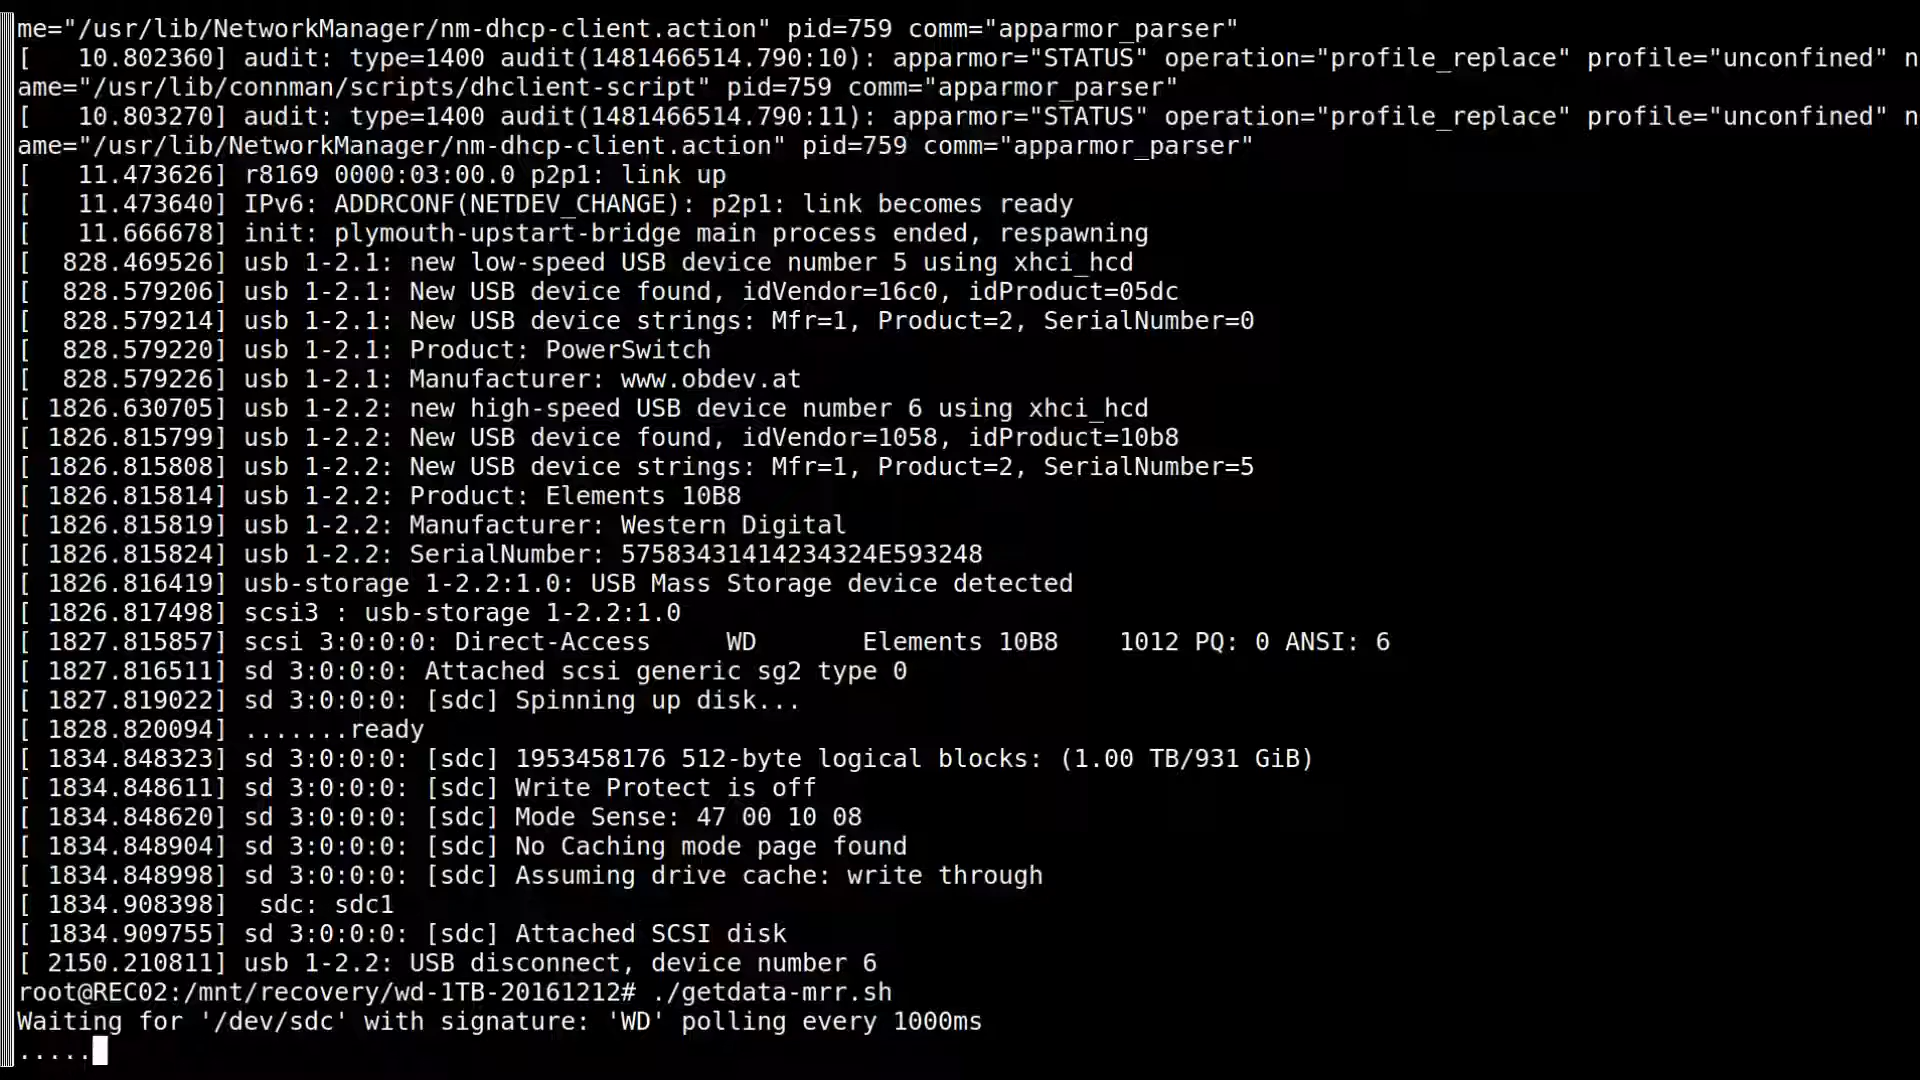 me="/usr/lib/NetworkManager/nm-dhcp-client.action" pid=759 comm="apparmor_parser"
[   10.802360] audit: type=1400 audit(1481466514.790:10): apparmor="STATUS" operation="profile_replace" profile="unconfined" n
ame="/usr/lib/connman/scripts/dhclient-script" pid=759 comm="apparmor_parser"
[   10.803270] audit: type=1400 audit(1481466514.790:11): apparmor="STATUS" operation="profile_replace" profile="unconfined" n
ame="/usr/lib/NetworkManager/nm-dhcp-client.action" pid=759 comm="apparmor_parser"
[   11.473626] r8169 0000:03:00.0 p2p1: link up
[   11.473640] IPv6: ADDRCONF(NETDEV_CHANGE): p2p1: link becomes ready
[   11.666678] init: plymouth-upstart-bridge main process ended, respawning
[  828.469526] usb 1-2.1: new low-speed USB device number 5 using xhci_hcd
[  828.579206] usb 1-2.1: New USB device found, idVendor=16c0, idProduct=05dc
[  828.579214] usb 1-2.1: New USB device strings: Mfr=1, Product=2, SerialNumber=0
[  828.579220] usb 1-2.1: Product: PowerSwitch
[  828.579226] usb 1-2.1: Manufacturer: www.obdev.at
[ 1826.630705] usb 1-2.2: new high-speed USB device number 6 using xhci_hcd
[ 1826.815799] usb 1-2.2: New USB device found, idVendor=1058, idProduct=10b8
[ 1826.815808] usb 1-2.2: New USB device strings: Mfr=1, Product=2, SerialNumber=5
[ 1826.815814] usb 1-2.2: Product: Elements 10B8
[ 1826.815819] usb 1-2.2: Manufacturer: Western Digital
[ 1826.815824] usb 1-2.2: SerialNumber: 57583431414234324E593248
[ 1826.816419] usb-storage 1-2.2:1.0: USB Mass Storage device detected
[ 1826.817498] scsi3 : usb-storage 1-2.2:1.0
[ 1827.815857] scsi 3:0:0:0: Direct-Access     WD       Elements 10B8    1012 PQ: 0 ANSI: 6
[ 1827.816511] sd 3:0:0:0: Attached scsi generic sg2 type 0
[ 1827.819022] sd 3:0:0:0: [sdc] Spinning up disk...
[ 1828.820094] .......ready
[ 1834.848323] sd 3:0:0:0: [sdc] 1953458176 512-byte logical blocks: (1.00 TB/931 GiB)
[ 1834.848611] sd 3:0:0:0: [sdc] Write Protect is off
[ 1834.848620] sd 3:0:0:0: [sdc] Mode Sense: 47 00 10 08
[ 1834.848904] sd 3:0:0:0: [sdc] No Caching mode page found
[ 1834.848998] sd 3:0:0:0: [sdc] Assuming drive cache: write through
[ 1834.908398]  sdc: sdc1
[ 1834.909755] sd 3:0:0:0: [sdc] Attached SCSI disk
[ 2150.210811] usb 1-2.2: USB disconnect, device number 6
root@REC02:/mnt/recovery/wd-1TB-20161212# ./getdata-mrr.sh
Waiting for '/dev/sdc' with signature: 'WD' polling every 1000ms
.....